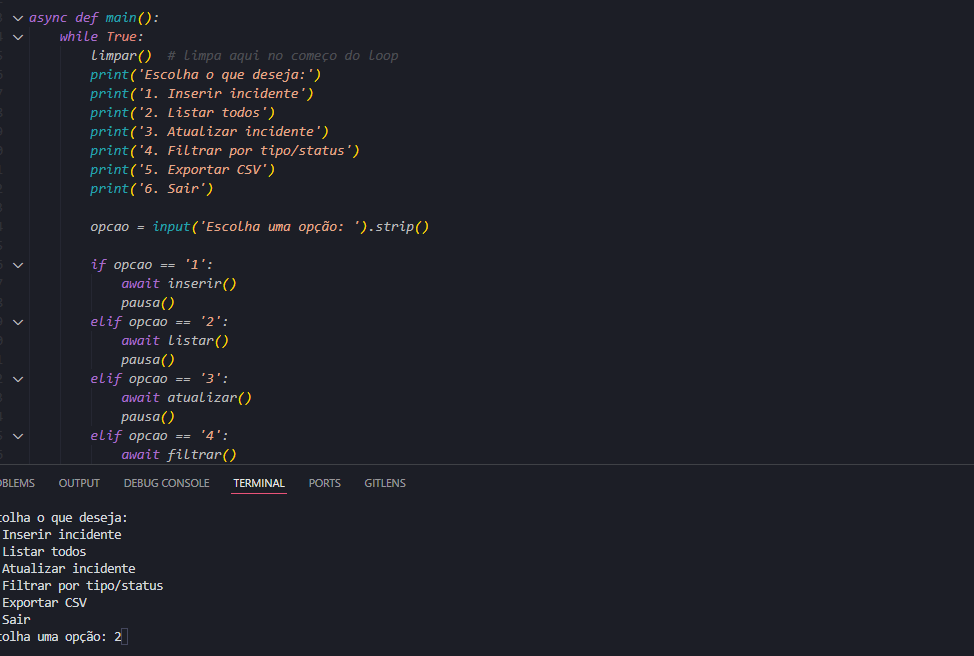 async def main():
while True:
limpar()  # limpa aqui no começo do loop
print('Escolha o que deseja:')
print('1. Inserir incidente')
print('2. Listar todos')
print('3. Atualizar incidente')
print('4. Filtrar por tipo/status')
print('5. Exportar CSV')
print('6. Sair')
opcao = input('Escolha uma opção: ').strip()
if opcao == '1':
await inserir()
pausa()
elif opcao == '2':
await listar()
pausa()
elif opcao == '3':
await atualizar()
pausa()
elif opcao == '4':
await filtrar()
OBLEMS OUTPUT DEBUG CONSOLE TERMINAL PORTS GITLENS
colha o que deseja:
Inserir incidente
Listar todos
Atualizar incidente
Filtrar por tipo/status
Exportar CSV
Sair
colha uma opção: 2